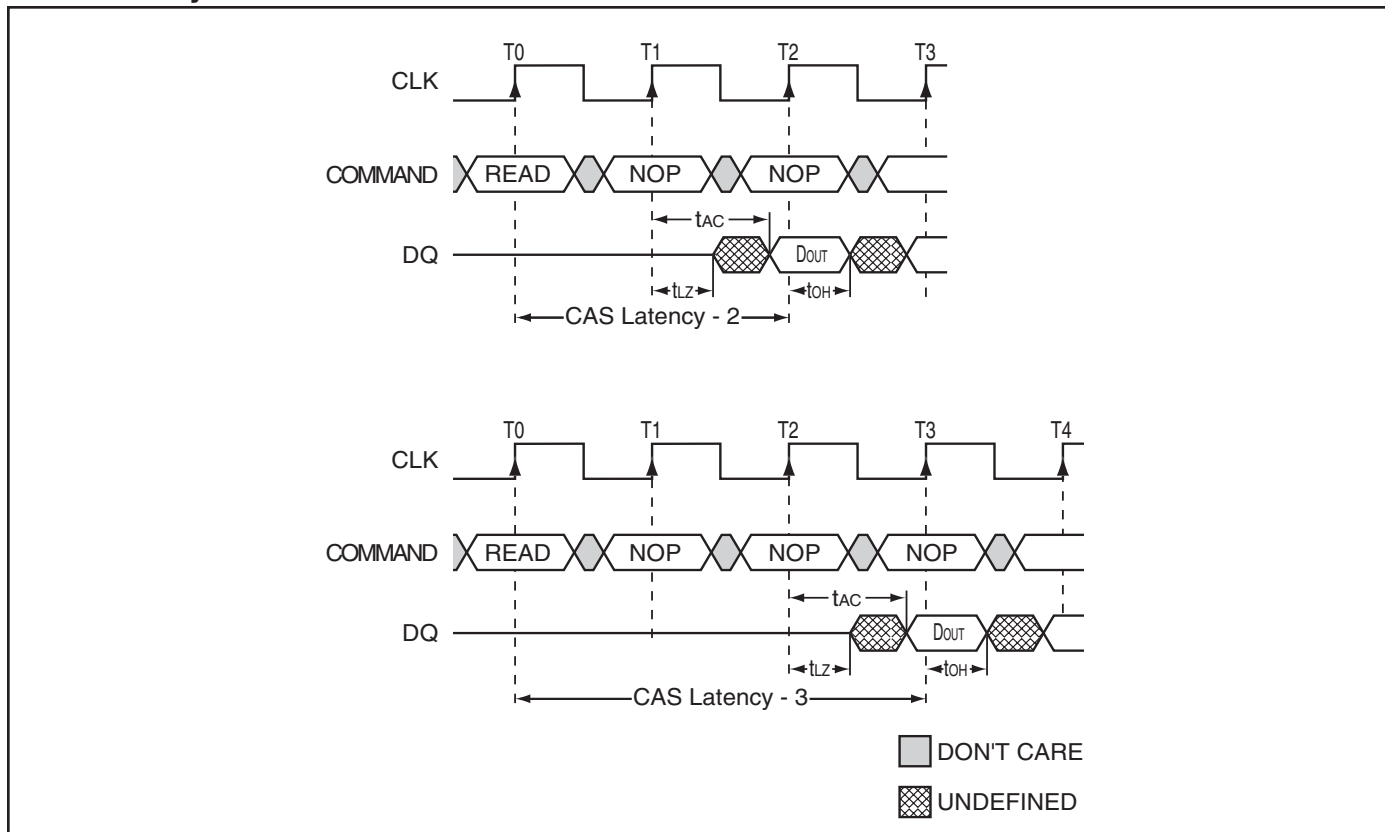 T0 T1 T2 T3
CLK
COMMAND READ NOP NOP
tAC
DQ DOUT
tLZ tOH
CAS Latency - 2
T0 T1 T2 T3 T4
CLK
COMMAND READ NOP NOP NOP
tAC
DQ DOUT
tLZ tOH
CAS Latency - 3
DON'T CARE
UNDEFINED